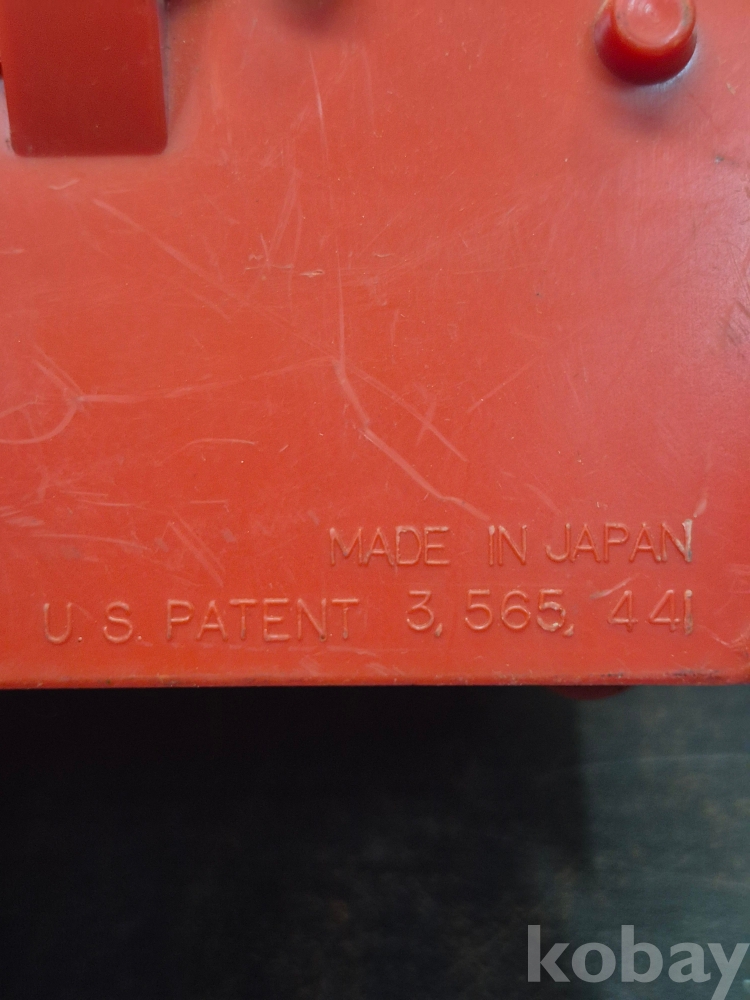 MADE IN JAPAN
U.S. PATENT 3,565,441
kobay